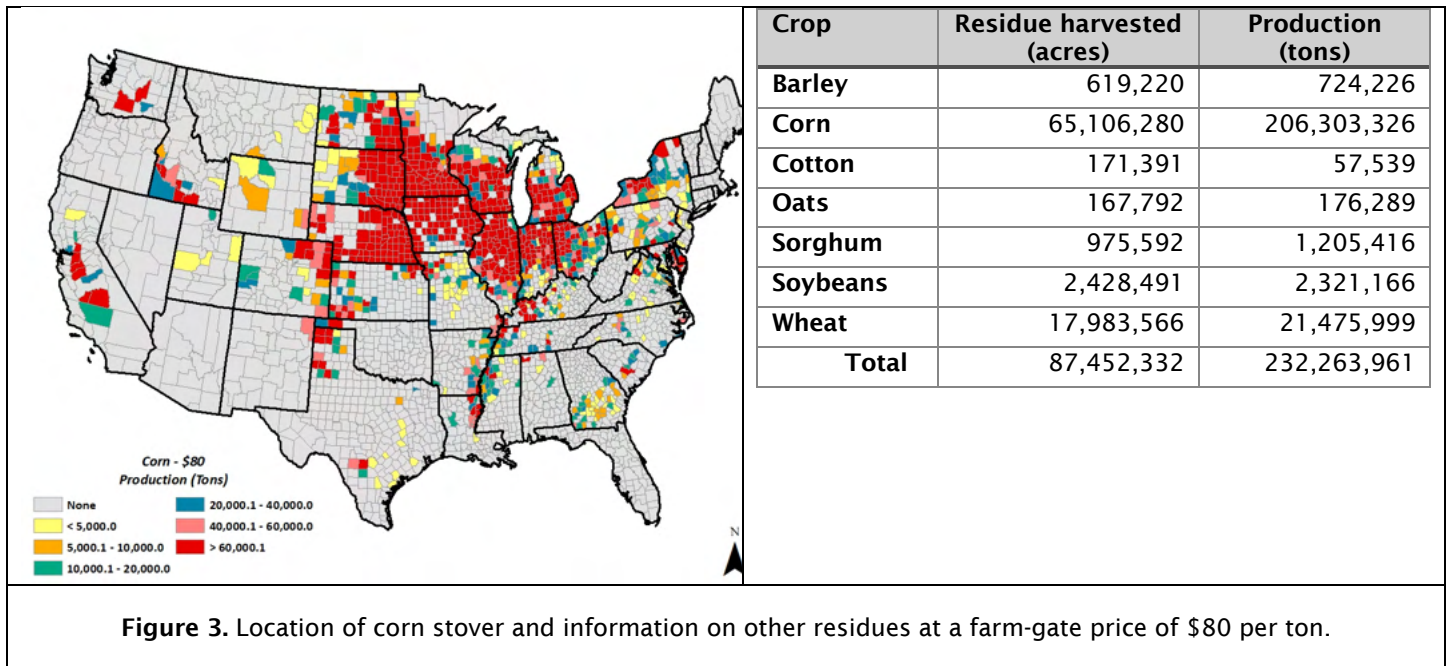 Corn - $80
Production (Tons)
None
< 5,000.0
5,000.1 - 10,000.0
10,000.1 - 20,000.0
20,000.1 - 40,000.0
40,000.1 - 60,000.0
> 60,000.1
N
Crop Residue harvested (acres) Production (tons)
Barley 619,220 724,226
Corn 65,106,280 206,303,326
Cotton 171,391 57,539
Oats 167,792 176,289
Sorghum 975,592 1,205,416
Soybeans 2,428,491 2,321,166
Wheat 17,983,566 21,475,999
Total 87,452,332 232,263,961
Figure 3. Location of corn stover and information on other residues at a farm-gate price of $80 per ton.